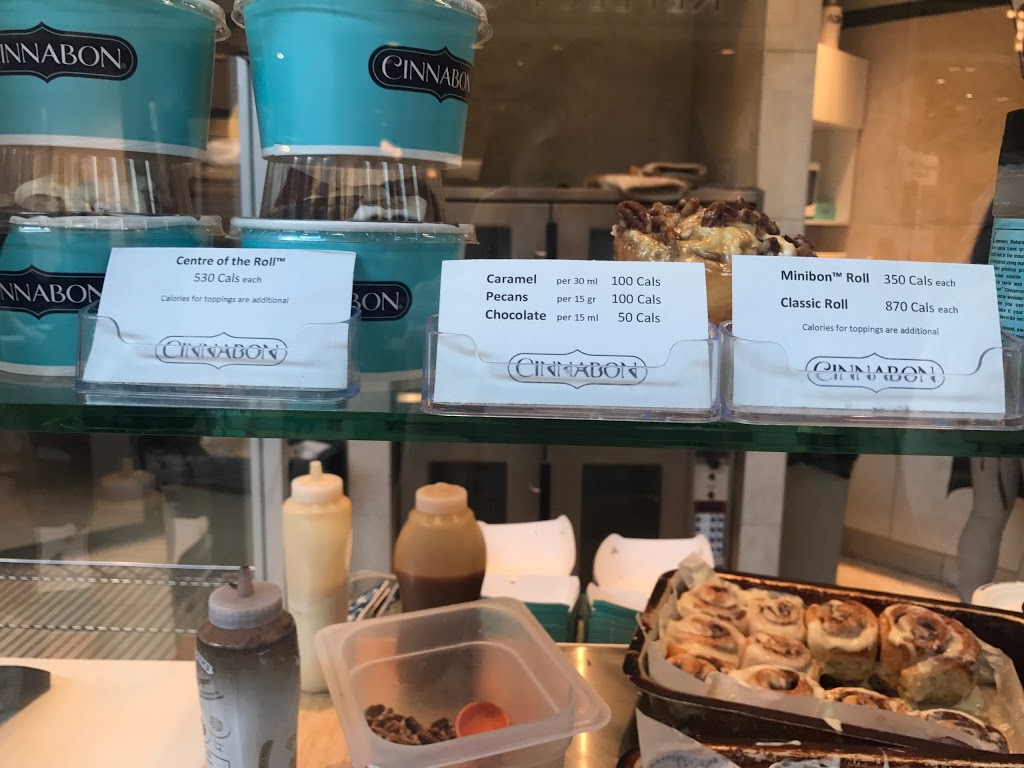 CINNABON
CINNABON
CINNABON
Centre of the Roll™
530 Cals each
Calories for toppings are additional
CINNABON
Caramel per 30 ml 100 Cals
Pecans per 15 gr 100 Cals
Chocolate per 15 ml 50 Cals
CINNABON
Minibon™ Roll 350 Cals each
Classic Roll 870 Cals each
Calories for toppings are additional
CINNABON
BON